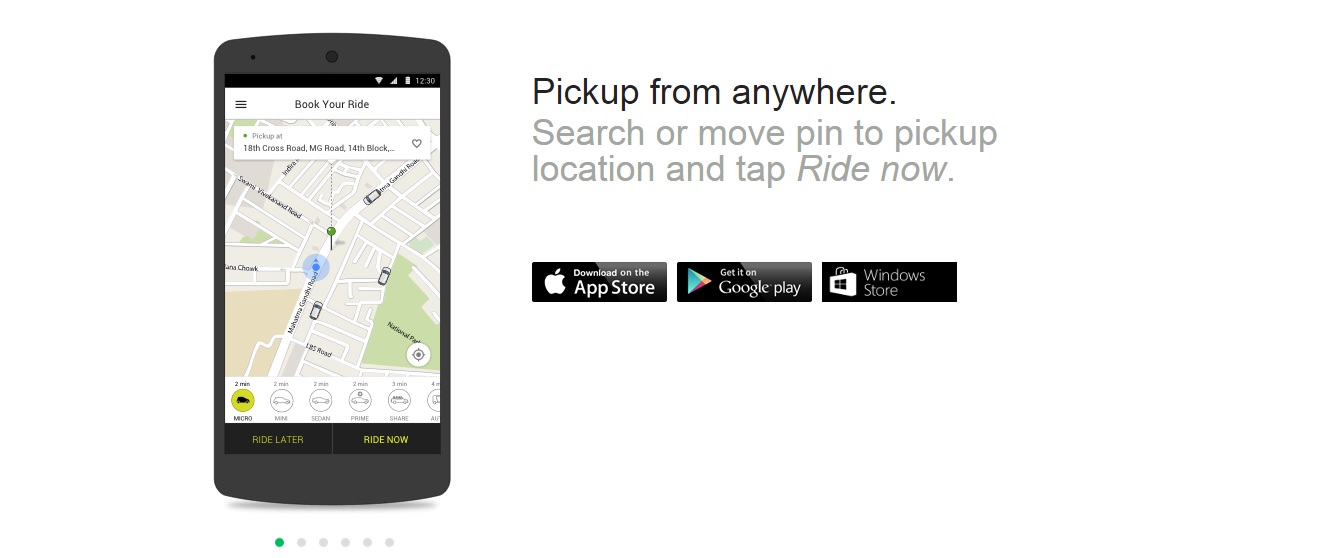 12:30
Book Your Ride
Pickup at
18th Cross Road, MG Road, 14th Block,...
Indira
Mahatma Gandhi Road
Swami Vivekanand Road
ana Chowk
Mahatma Gandhi Road
National Par
LBS Road
2 min
2 min
2 min
2 min
3 min
4 m
MICRO
MINI
SEDAN
PRIME
SHARE
AUT
RIDE LATER
RIDE NOW
Pickup from anywhere.
Search or move pin to pickup
location and tap Ride now.
Download on the
App Store
Get it on
Google play
Windows
Store